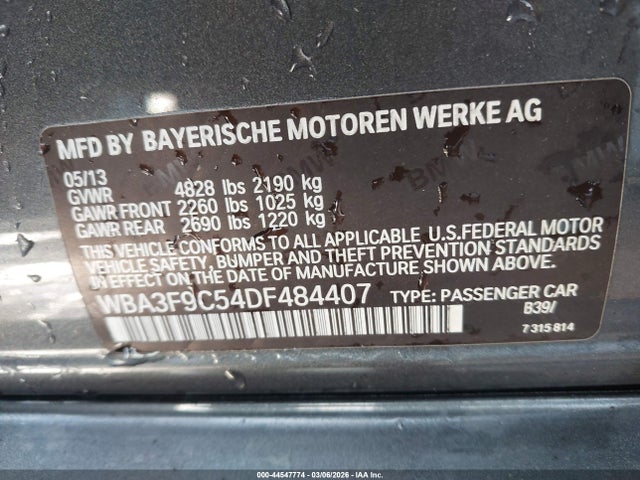 MFD BY BAYERISCHE MOTOREN WERKE AG
05/13
GVWR 4828 lbs 2190 kg
GAWR FRONT 2260 lbs 1025 kg
GAWR REAR 2690 lbs 1220 kg
THIS VEHICLE CONFORMS TO ALL APPLICABLE U.S.FEDERAL MOTOR
VEHICLE SAFETY, BUMPER AND THEFT PREVENTION STANDARDS
IN EFFECT ON THE DATE OF MANUFACTURE SHOWN ABOVE.
WBA3F9C54DF484407 TYPE: PASSENGER CAR
B39/
7 315 814
000-44547774 | 03/06/2026 - IAA Inc.